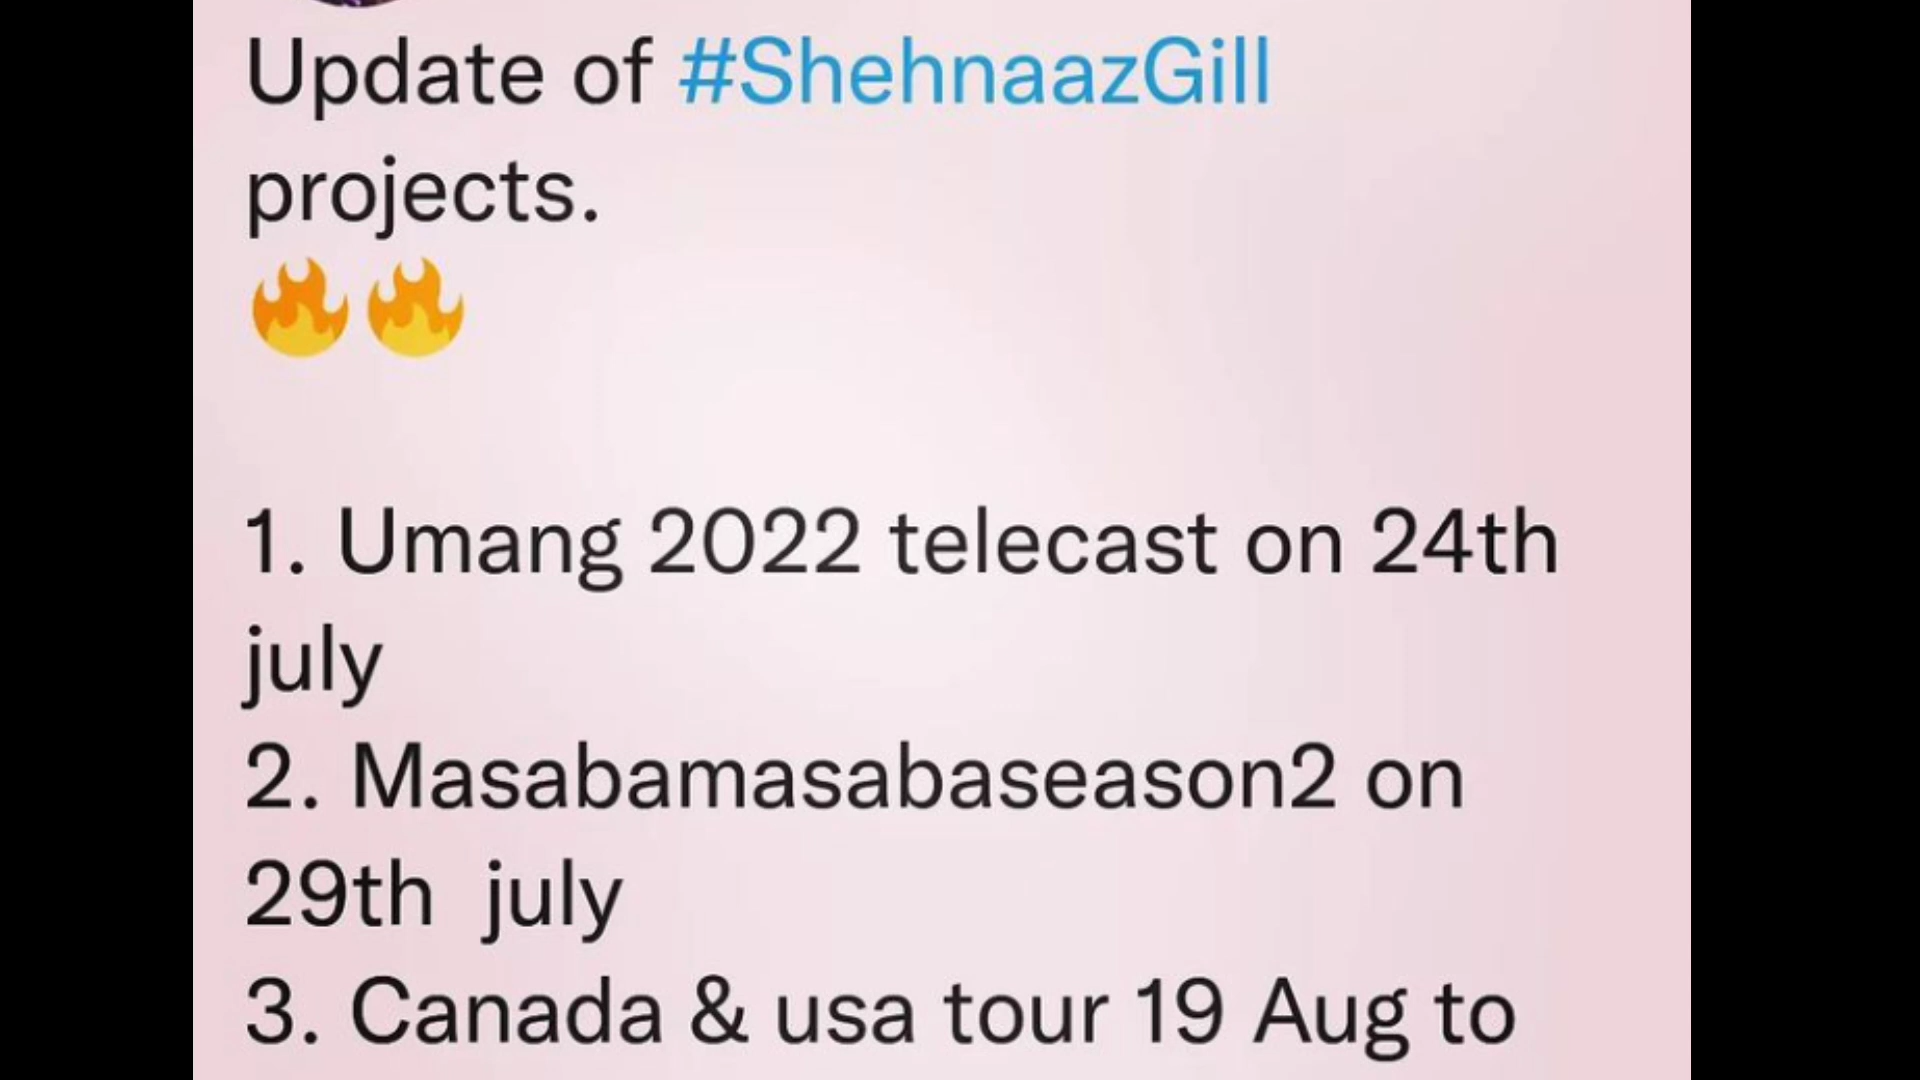 Update of #ShehnaazGill
projects.
🔥🔥
1. Umang 2022 telecast on 24th
july
2. Masabamasabaseason2 on
29th  july
3. Canada & usa tour 19 Aug to